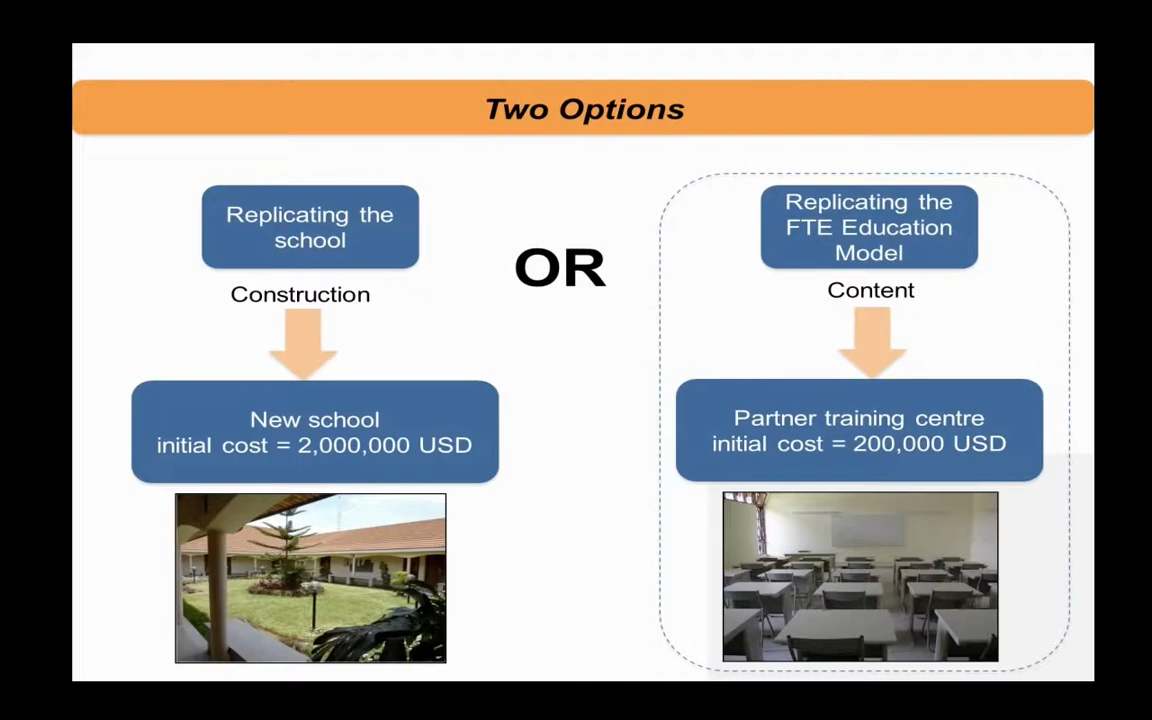 Two Options
Replicating the
school
Construction
New school
initial cost = 2,000,000 USD
OR
Replicating the
FTE Education
Model
Content
Partner training centre
initial cost = 200,000 USD